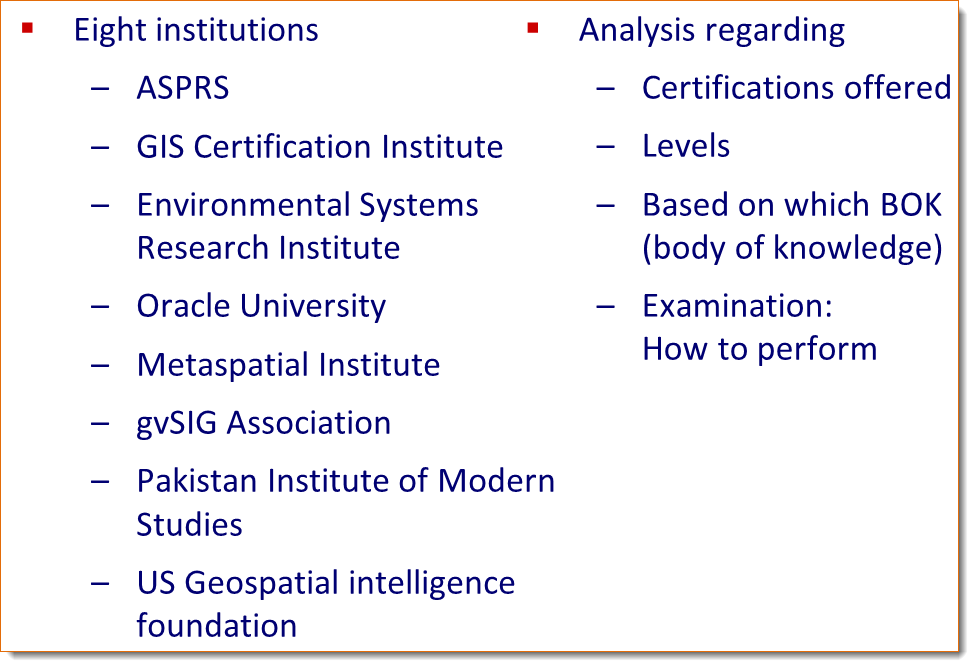 ▪ Eight institutions
– ASPRS
– GIS Certification Institute
– Environmental Systems
Research Institute
– Oracle University
– Metaspatial Institute
– gvSIG Association
– Pakistan Institute of Modern
Studies
– US Geospatial intelligence
foundation
▪ Analysis regarding
– Certifications offered
– Levels
– Based on which BOK
(body of knowledge)
– Examination:
How to perform